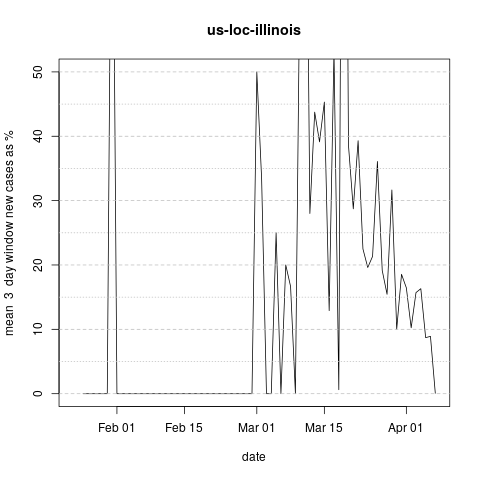 us-loc-illinois
mean 3 day window new cases as %
50
40
30
20
10
0
Feb 01
Feb 15
Mar 01
Mar 15
Apr 01
date